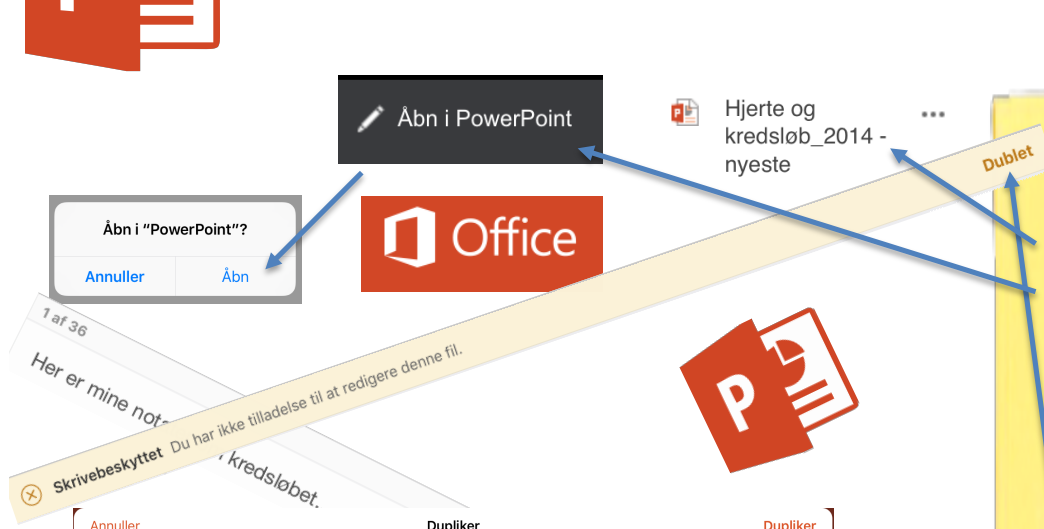 Åbn i PowerPoint
Hjerte og
kredsløb_2014 -
nyeste
Dublet
Åbn i “PowerPoint”?
Annuller
Åbn
Office
1 af 36
Her er mine
kredsløbet.
Skrivebeskyttet Du har ikke tilladelse til at redigere denne fil.
P
Annuller
Dupliker
Dupliker